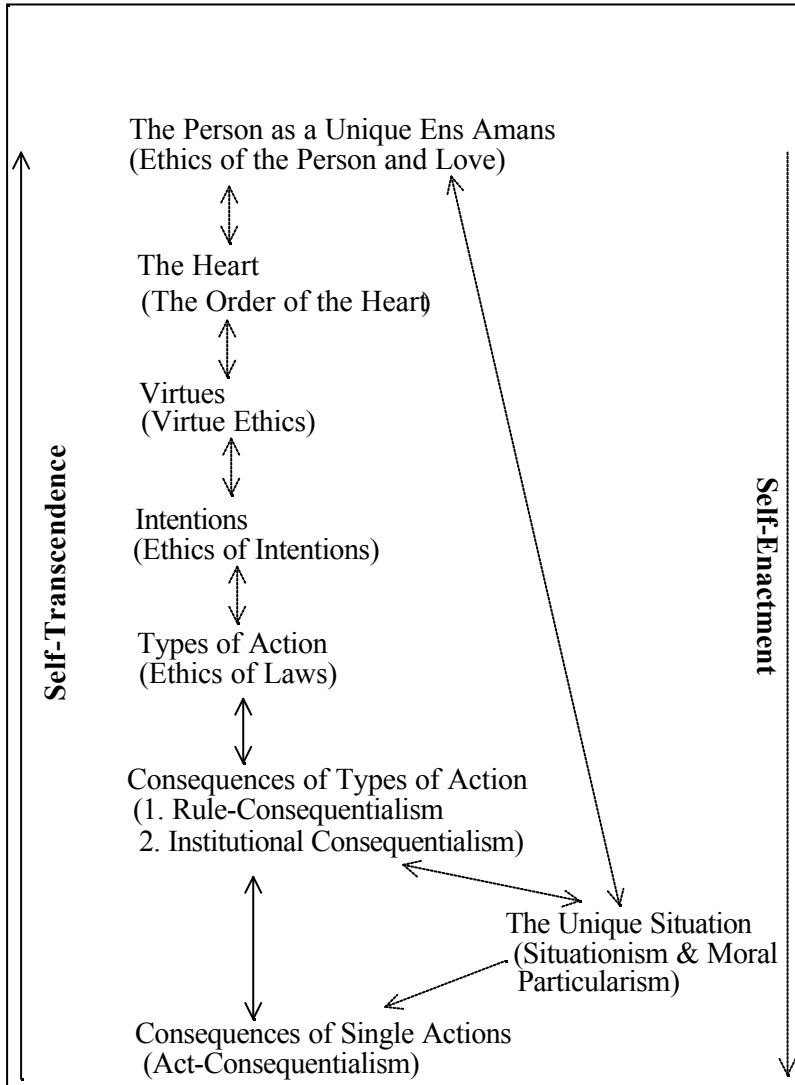 The Person as a Unique Ens Amans
(Ethics of the Person and Love)
The Heart
(The Order of the Heart)
Virtues
(Virtue Ethics)
Intentions
(Ethics of Intentions)
Types of Action
(Ethics of Laws)
Consequences of Types of Action
(1. Rule-Consequentialism
2. Institutional Consequentialism)
The Unique Situation
(Situationism & Moral
Particularism)
Consequences of Single Actions
(Act-Consequentialism)
Self-Transcendence
Self-Enactment